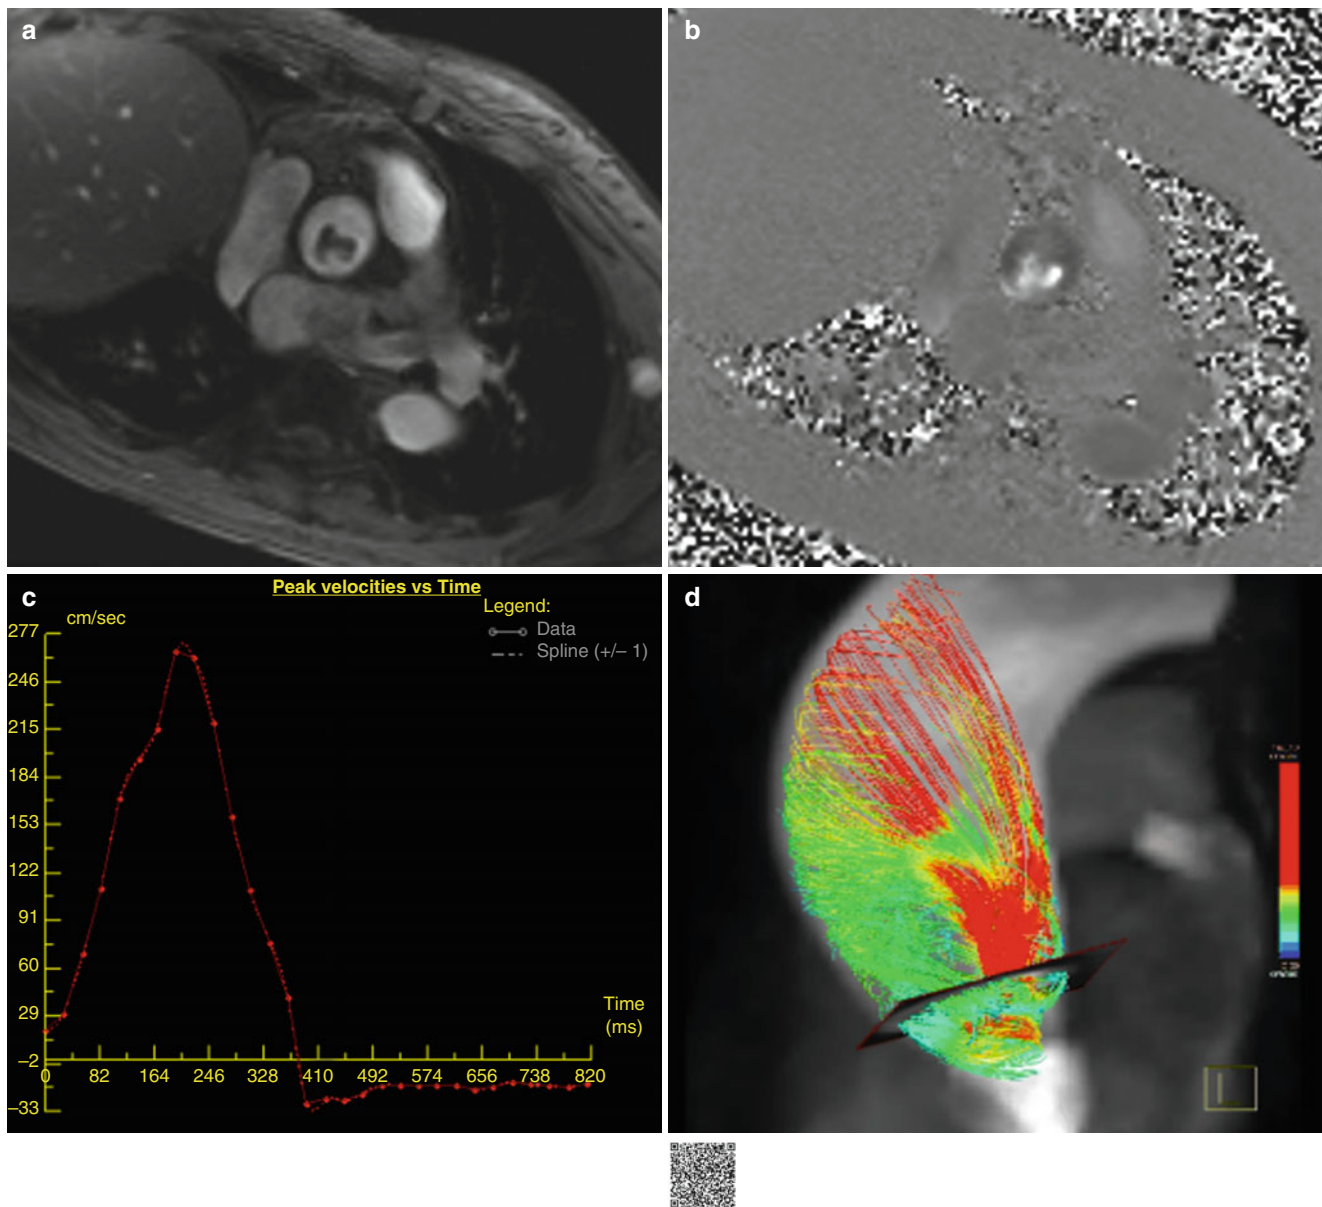 a
b
c
Peak velocities vs Time
cm/sec
Legend:
Data
Spline (+/– 1)
277
246
215
184
153
122
91
60
29
–2
–33
0 82 164 246 328 410 492 574 656 738 820
Time
(ms)
d
L